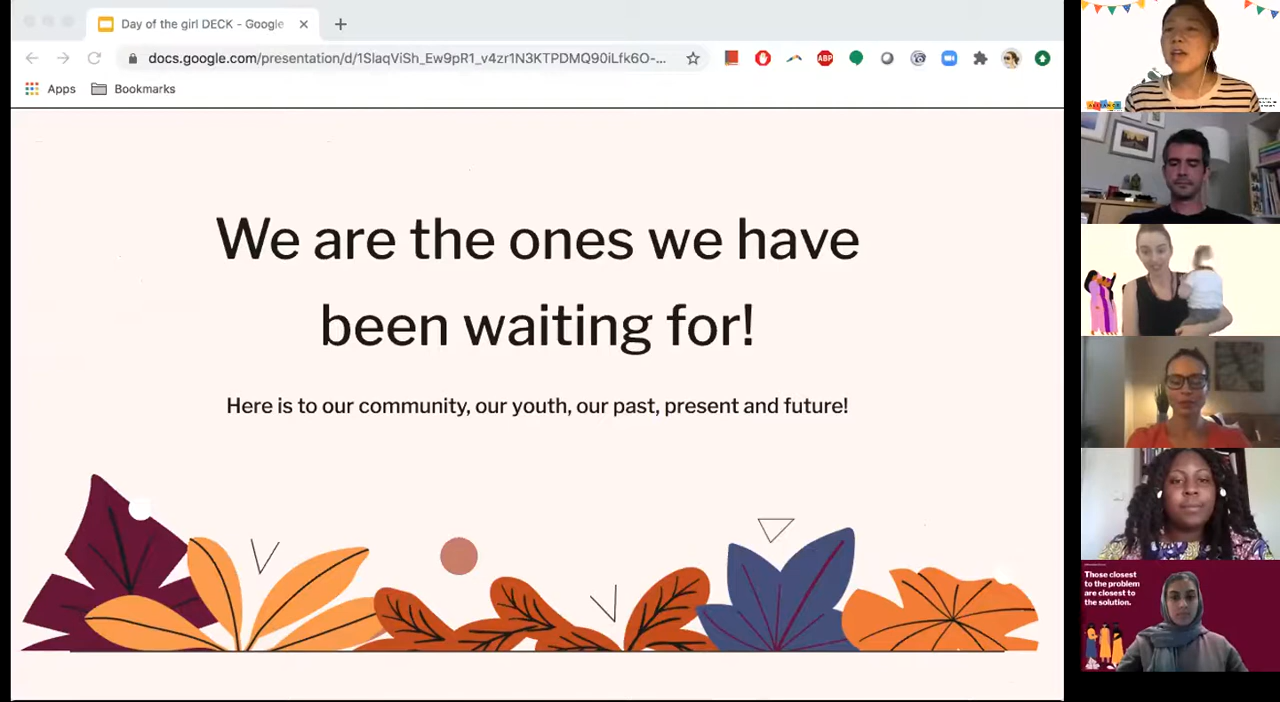 Day of the girl DECK - Google
docs.google.com/presentation/d/1SlaqViSh_Ew9pR1_v4zr1N3KTPDMQ90iLfk6O-...
ABP
Apps
Bookmarks
We are the ones we have
been waiting for!
Here is to our community, our youth, our past, present and future!
Those closest
to the problem
are closest to
the solution.